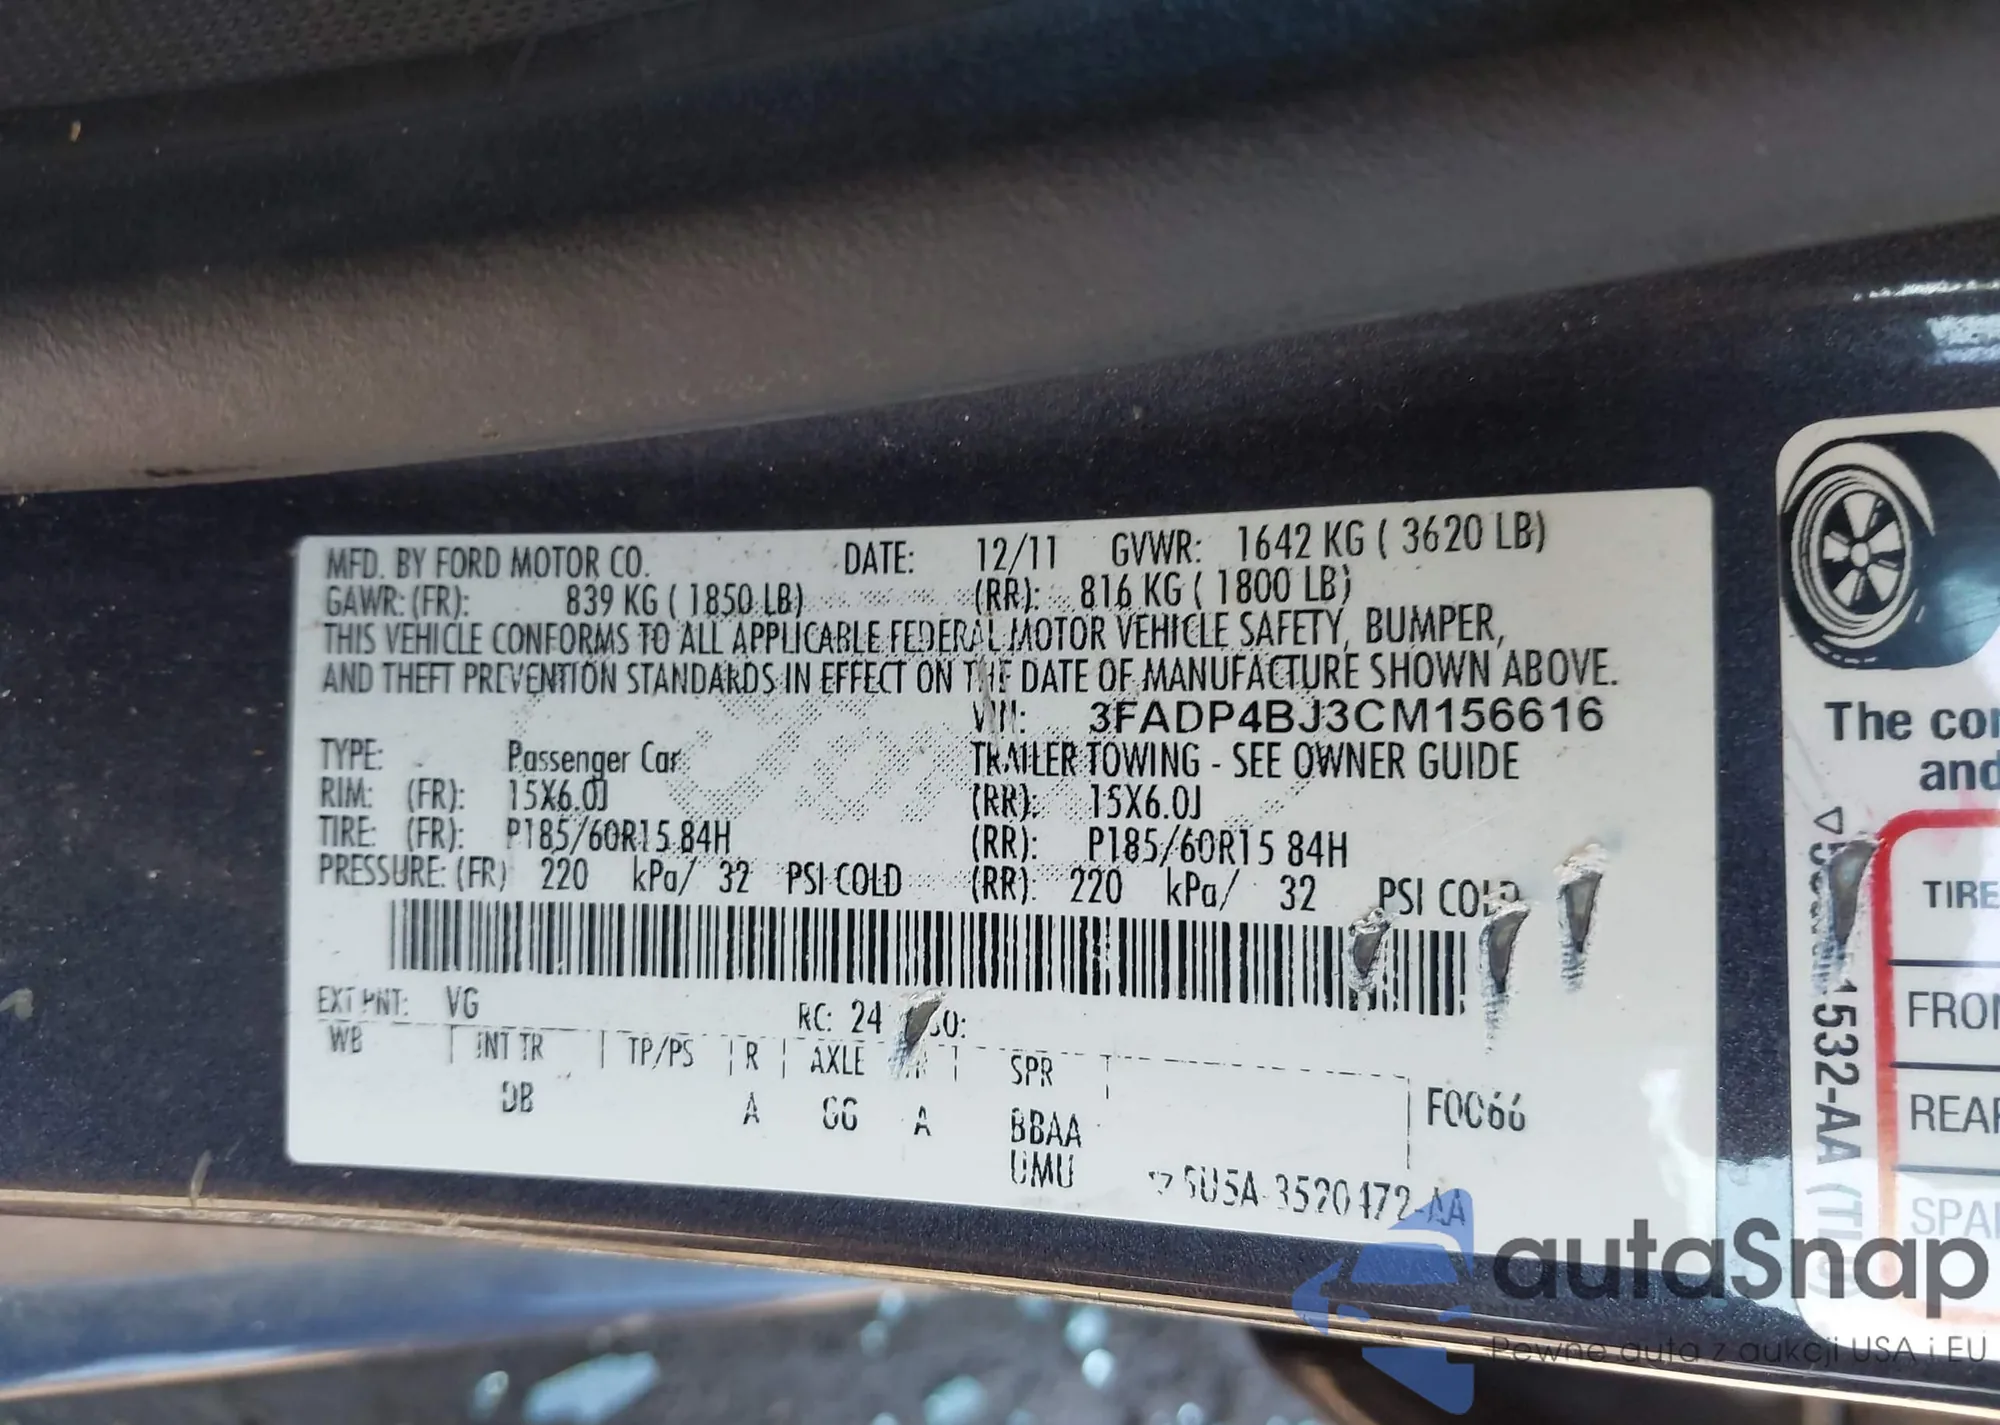 MFD. BY FORD MOTOR CO. DATE: 12/11 GVWR: 1642 KG ( 3620 LB)
GAWR: (FR): 839 KG ( 1850 LB) (RR): 816 KG ( 1800 LB)
THIS VEHICLE CONFORMS TO ALL APPLICABLE FEDERAL MOTOR VEHICLE SAFETY, BUMPER,
AND THEFT PREVENTION STANDARDS IN EFFECT ON THE DATE OF MANUFACTURE SHOWN ABOVE.
VIN: 3FADP4BJ3CM156616
TYPE: Passenger Car TRAILER TOWING - SEE OWNER GUIDE
RIM: (FR): 15X6.0J (RR): 15X6.0J
TIRE: (FR): P185/60R15 84H (RR): P185/60R15 84H
PRESSURE: (FR) 220 kPa/ 32 PSI COLD (RR): 220 kPa/ 32 PSI COLD
EXT PNT: VG RC: 24
WB INT TR TP/PS R AXLE SPR
DB A GG A BBAA F0066
UMU
5U5A-3520472-AA
The con
and
TIRE
FRON
REAR
SPAR
1532-AA
autaSnap
Pewne auta z aukcji USA i EU